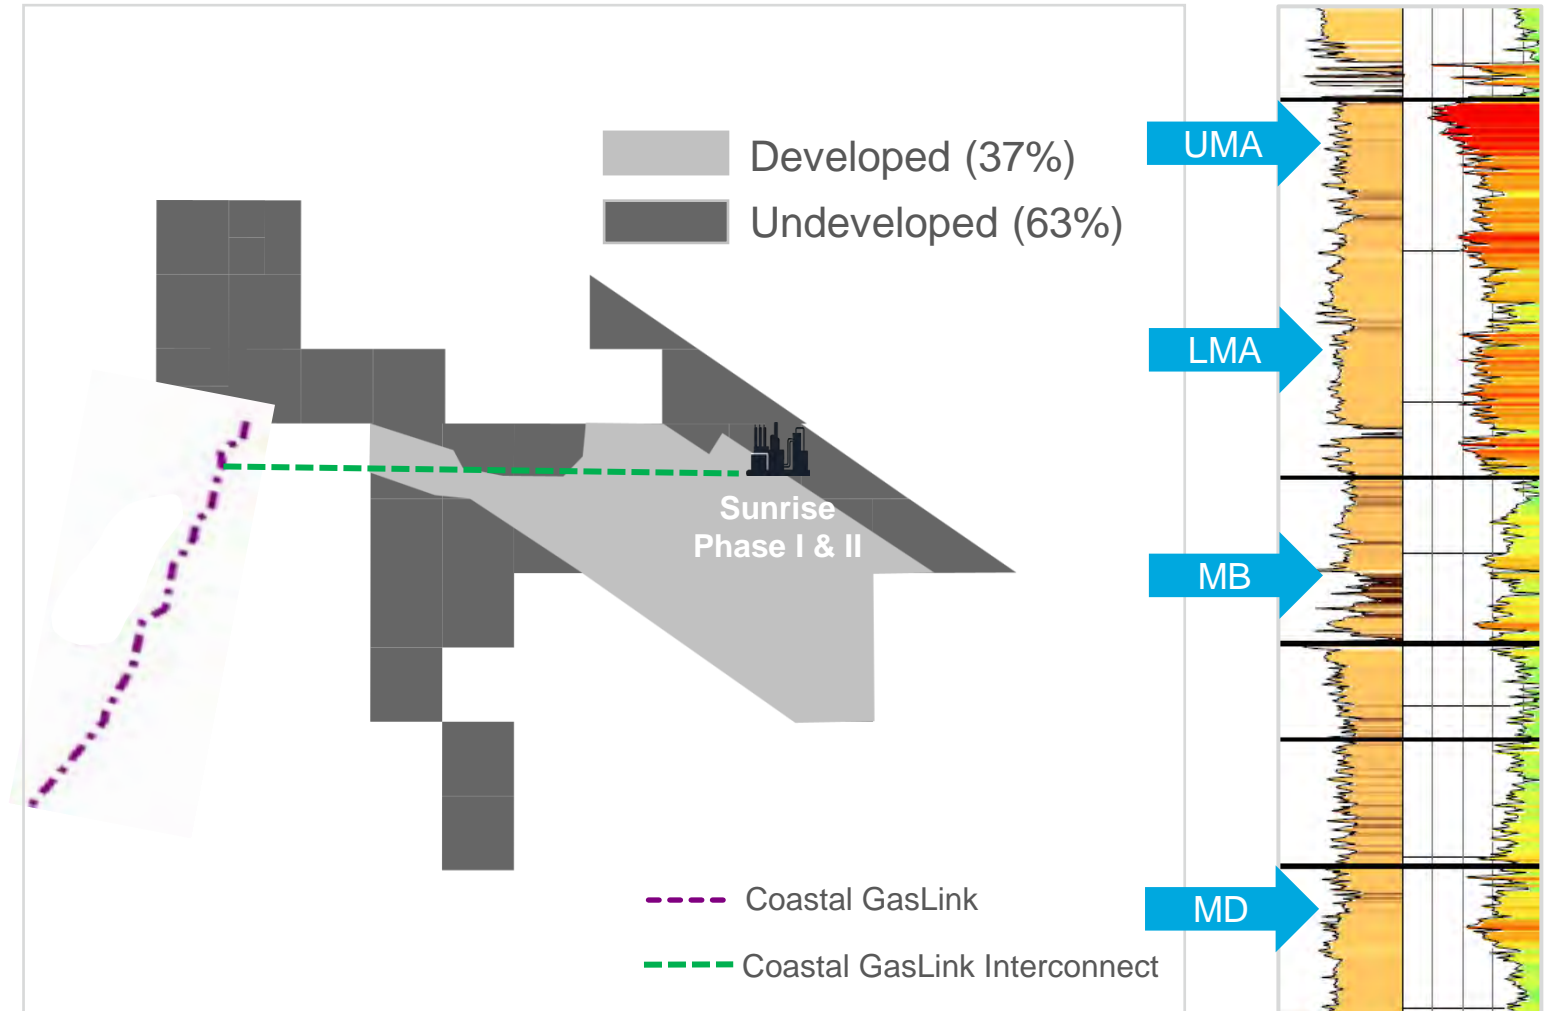 Developed (37%)
Undeveloped (63%)
UMA
LMA
Sunrise
Phase I & II
MB
MD
Coastal GasLink
Coastal GasLink Interconnect